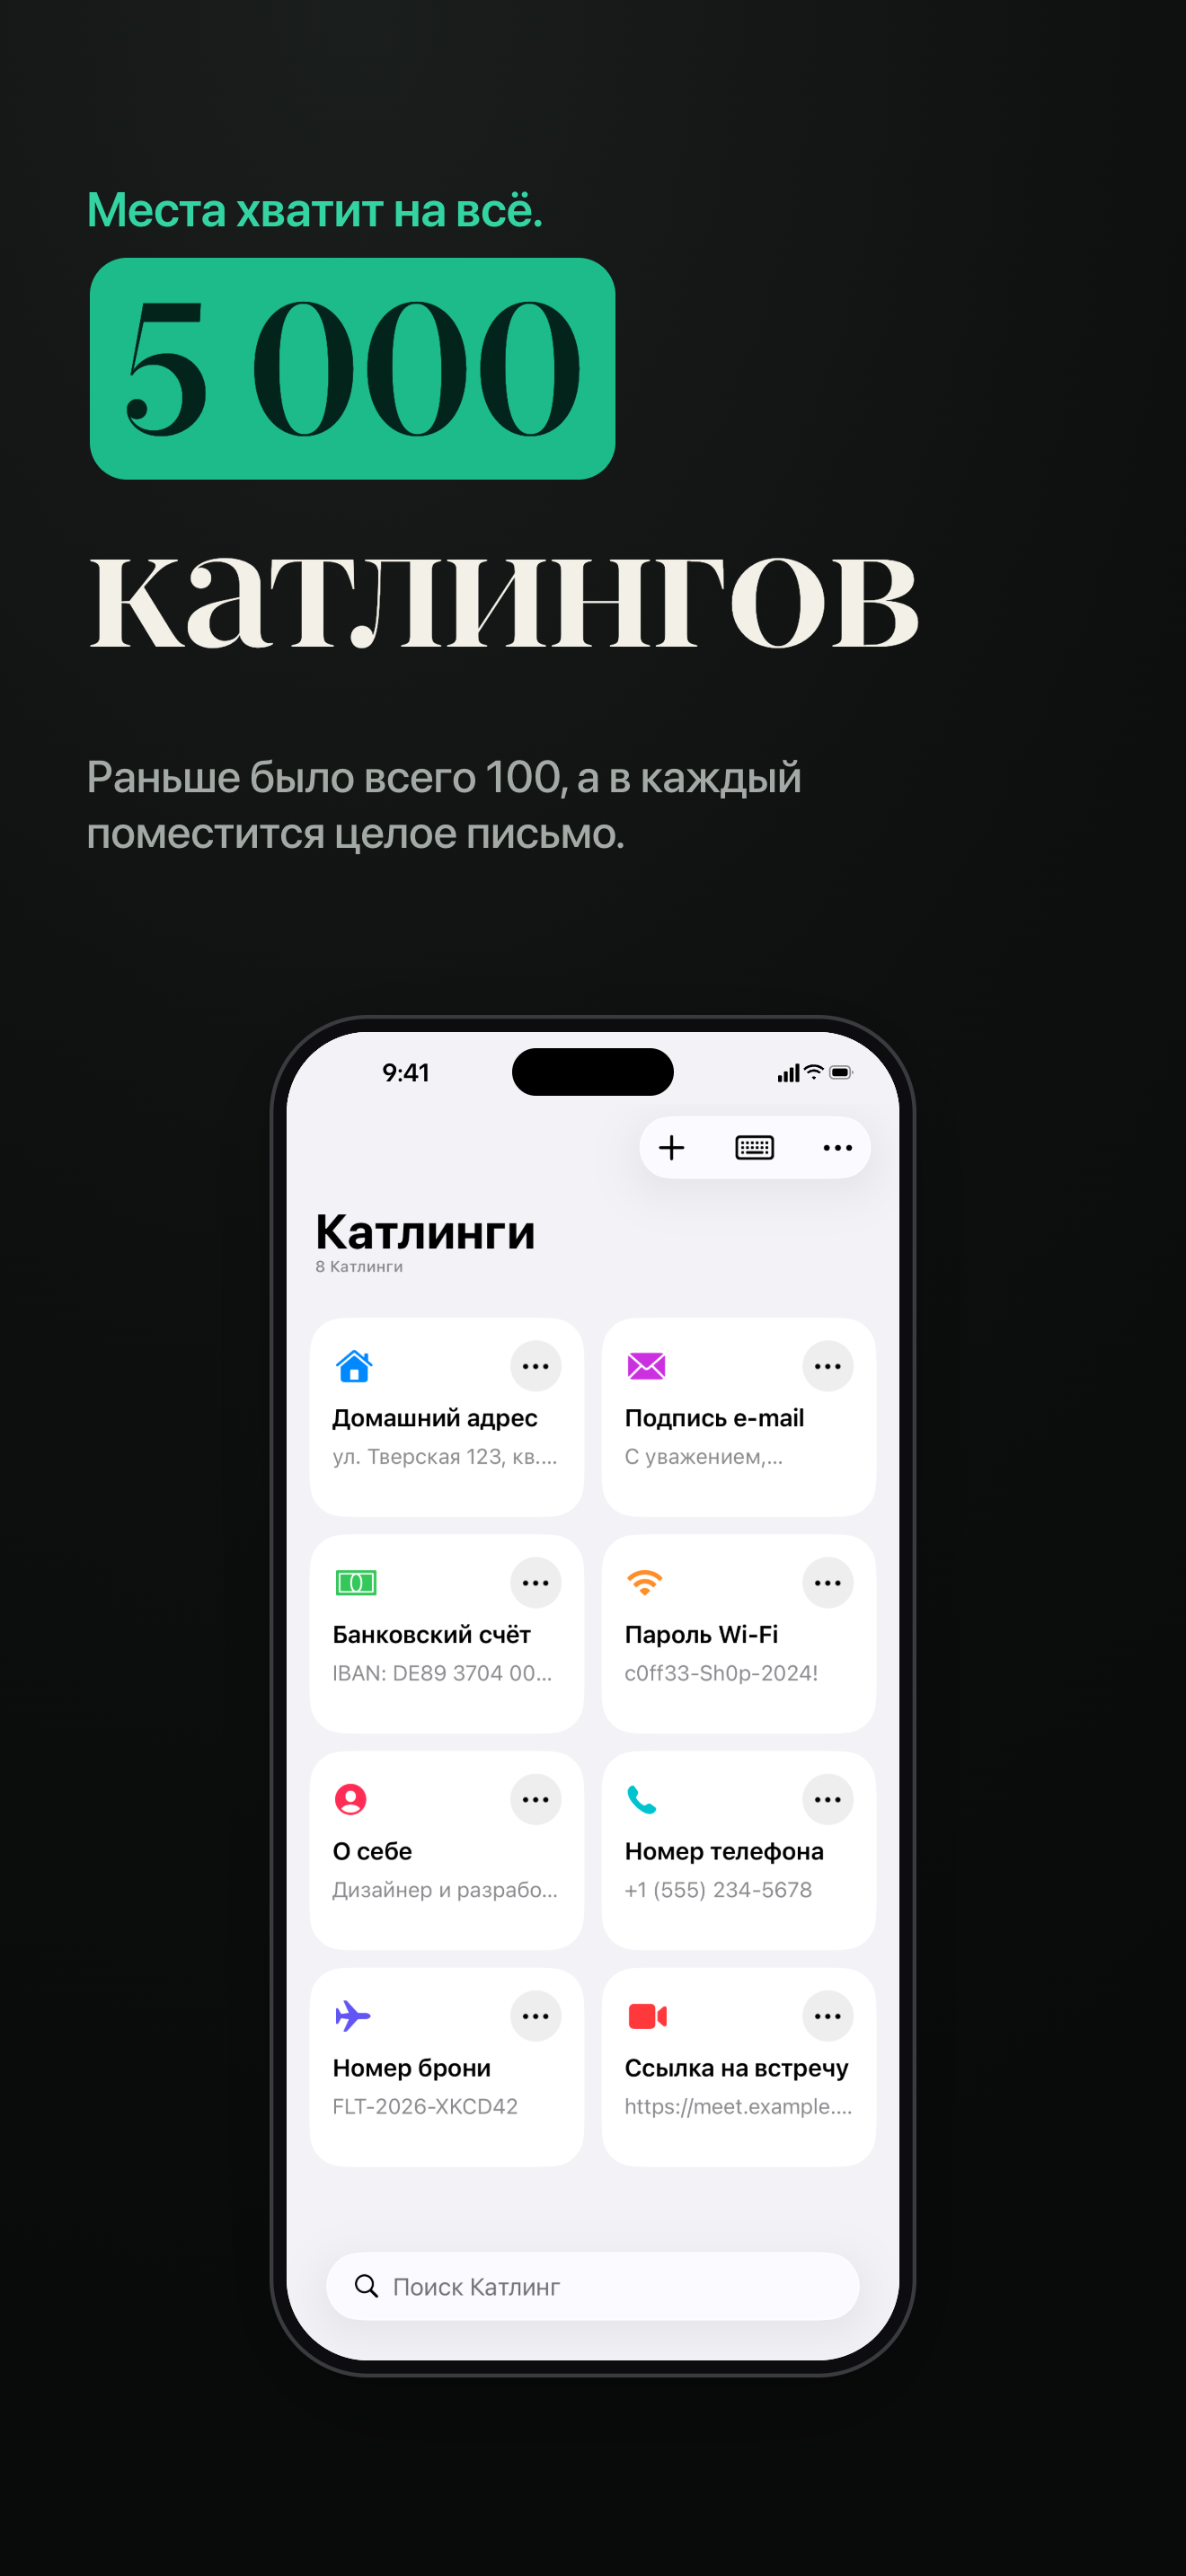 Места хватит на всё.
5 000
катлингов
Раньше было всего 100, а в каждый
поместится целое письмо.
9:41
Катлинги
8 Катлинги
Домашний адрес
ул. Тверская 123, кв....
Подпись e-mail
С уважением,...
Банковский счёт
IBAN: DE89 3704 00...
Пароль Wi-Fi
c0ff33-Sh0p-2024!
О себе
Дизайнер и разрабо...
Номер телефона
+1 (555) 234-5678
Номер брони
FLT-2026-XKCD42
Ссылка на встречу
https://meet.example....
Поиск Катлинг